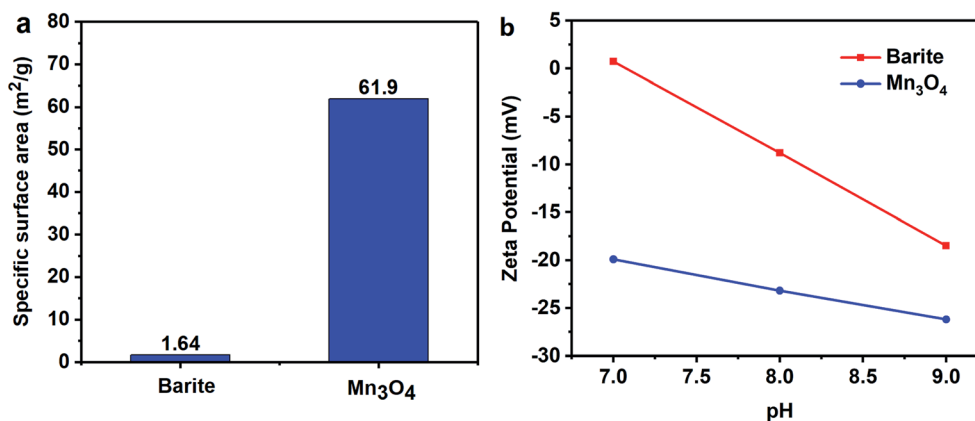 a
Specific surface area (m²/g)
80
70
60
50
40
30
20
10
0
1.64
61.9
Barite
Mn₃O₄
b
Zeta Potential (mV)
5
0
-5
-10
-15
-20
-25
-30
Barite
Mn₃O₄
7.0 7.5 8.0 8.5 9.0
pH